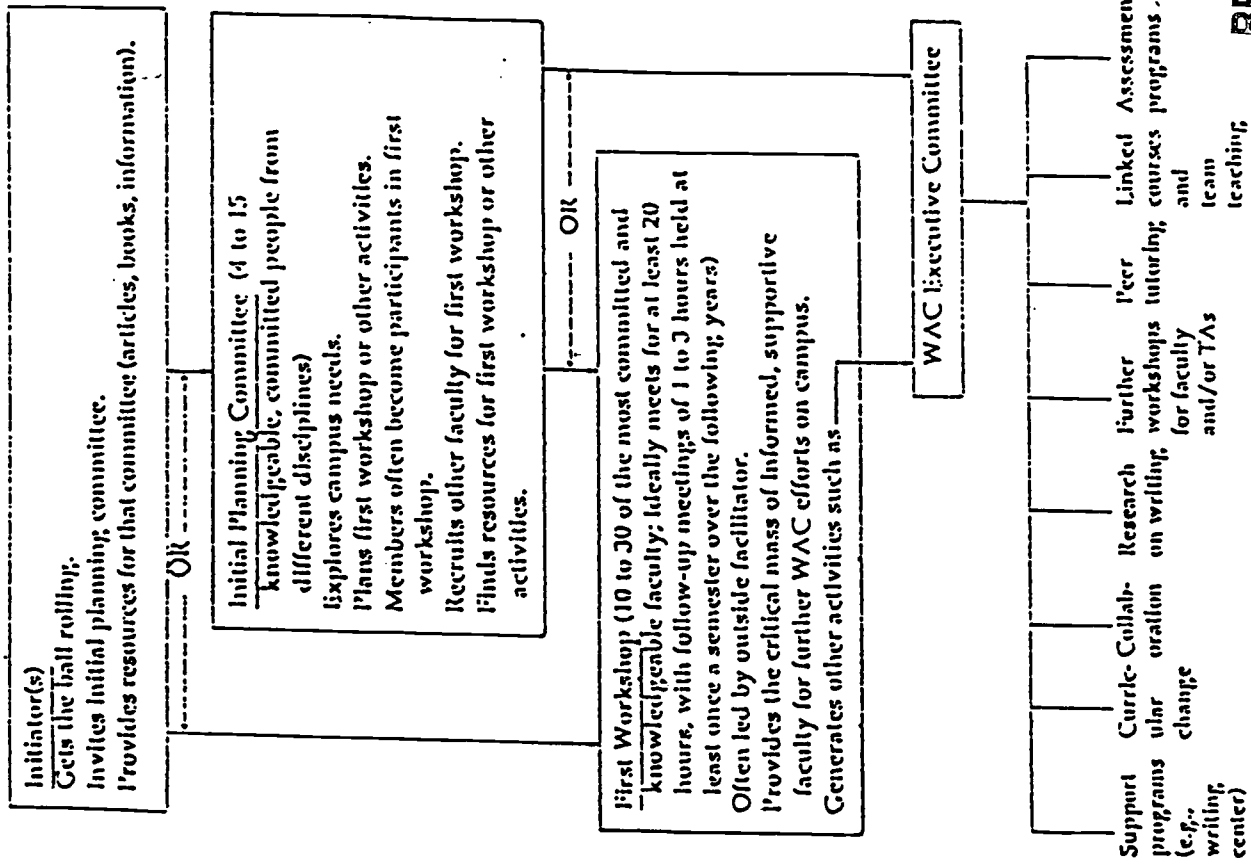 Initiator(s)
Gets the ball rolling.
Invites initial planning committee.
Provides resources for that committee (articles, books, information).
OR
Initial Planning Committee (4 to 15
knowledgeable, committed people from
different disciplines)
Explores campus needs.
Plans first workshop or other activities.
Members often become participants in first
workshop.
Recruits other faculty for first workshop.
Finds resources for first workshop or other
activities.
OR
First Workshop (10 to 30 of the most committed and
knowledgeable faculty; ideally meets for at least 20
hours, with follow-up meetings of 1 to 3 hours held at
least once a semester over the following years)
Often led by outside facilitator.
Provides the critical mass of informed, supportive
faculty for further WAC efforts on campus.
Generates other activities such as
WAC Executive Committee
Support
programs
(e.g.,
writing
center)
Curric-
ular
change
Collab-
oration
Research
on writing
Further
workshops
for faculty
and/or TAs
Peer
tutoring
Linked
courses
and
team
teaching
Assessment
programs